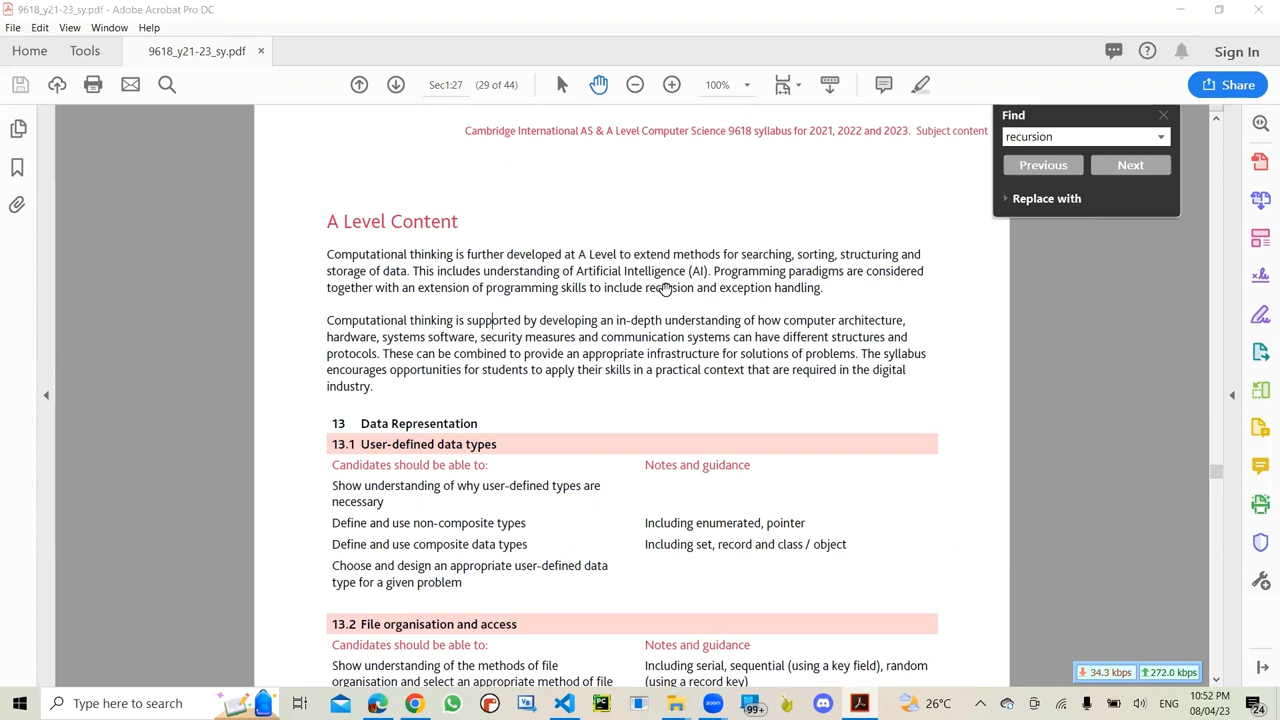 9618_y21-23_sy.pdf - Adobe Acrobat Pro DC
File Edit View Window Help
Home Tools 9618_y21-23_sy.pdf × Sign In
Sec1:27 (29 of 44) 100% Share
Cambridge International AS & A Level Computer Science 9618 syllabus for 2021, 2022 and 2023. Subject content
Find
recursion
Previous Next
Replace with
A Level Content
Computational thinking is further developed at A Level to extend methods for searching, sorting, structuring and
storage of data. This includes understanding of Artificial Intelligence (AI). Programming paradigms are considered
together with an extension of programming skills to include recursion and exception handling.
Computational thinking is supported by developing an in-depth understanding of how computer architecture,
hardware, systems software, security measures and communication systems can have different structures and
protocols. These can be combined to provide an appropriate infrastructure for solutions of problems. The syllabus
encourages opportunities for students to apply their skills in a practical context that are required in the digital
industry.
13 Data Representation
13.1 User-defined data types
Candidates should be able to: Notes and guidance
Show understanding of why user-defined types are
necessary
Define and use non-composite types Including enumerated, pointer
Define and use composite data types Including set, record and class / object
Choose and design an appropriate user-defined data
type for a given problem
13.2 File organisation and access
Candidates should be able to: Notes and guidance
Show understanding of the methods of file Including serial, sequential (using a key field), random
organisation and select an appropriate method of file (using a record key)
34.3 kbps 272.0 kbps
Type here to search 99+ 26°C ENG 10:52 PM
08/04/23 24